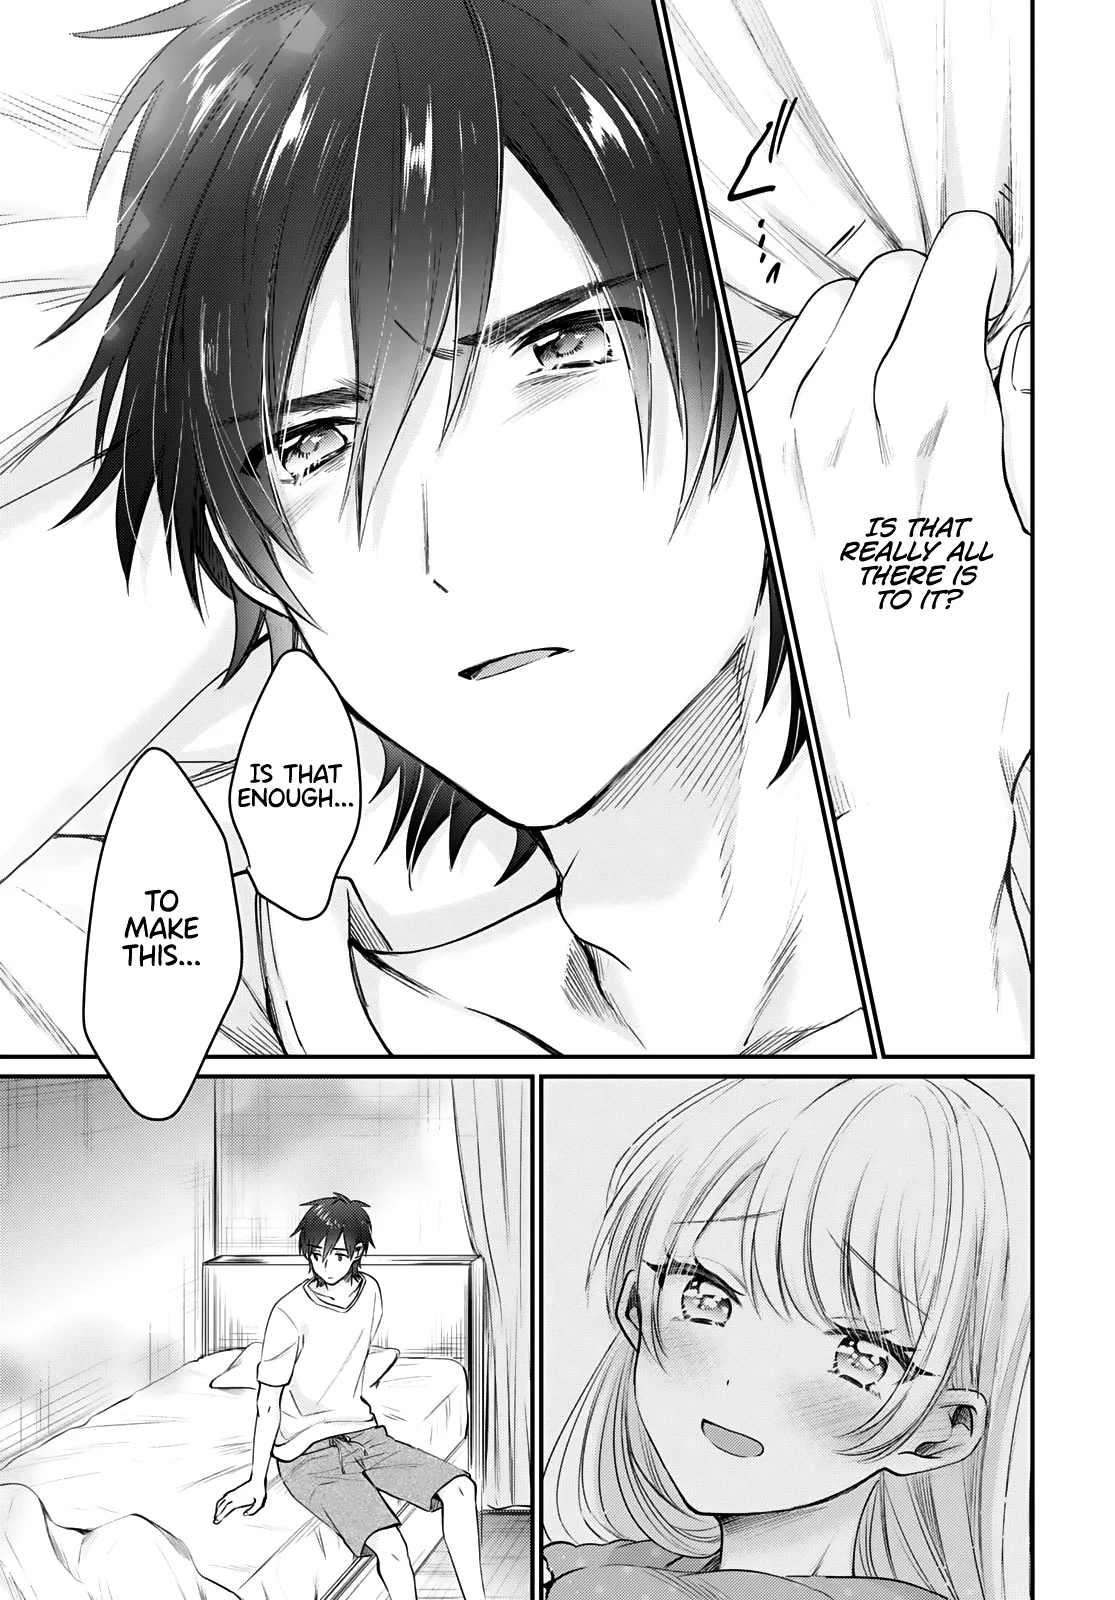 IS THAT
REALLY ALL
THERE IS
TO IT?
IS THAT
ENOUGH...
TO
MAKE
THIS...